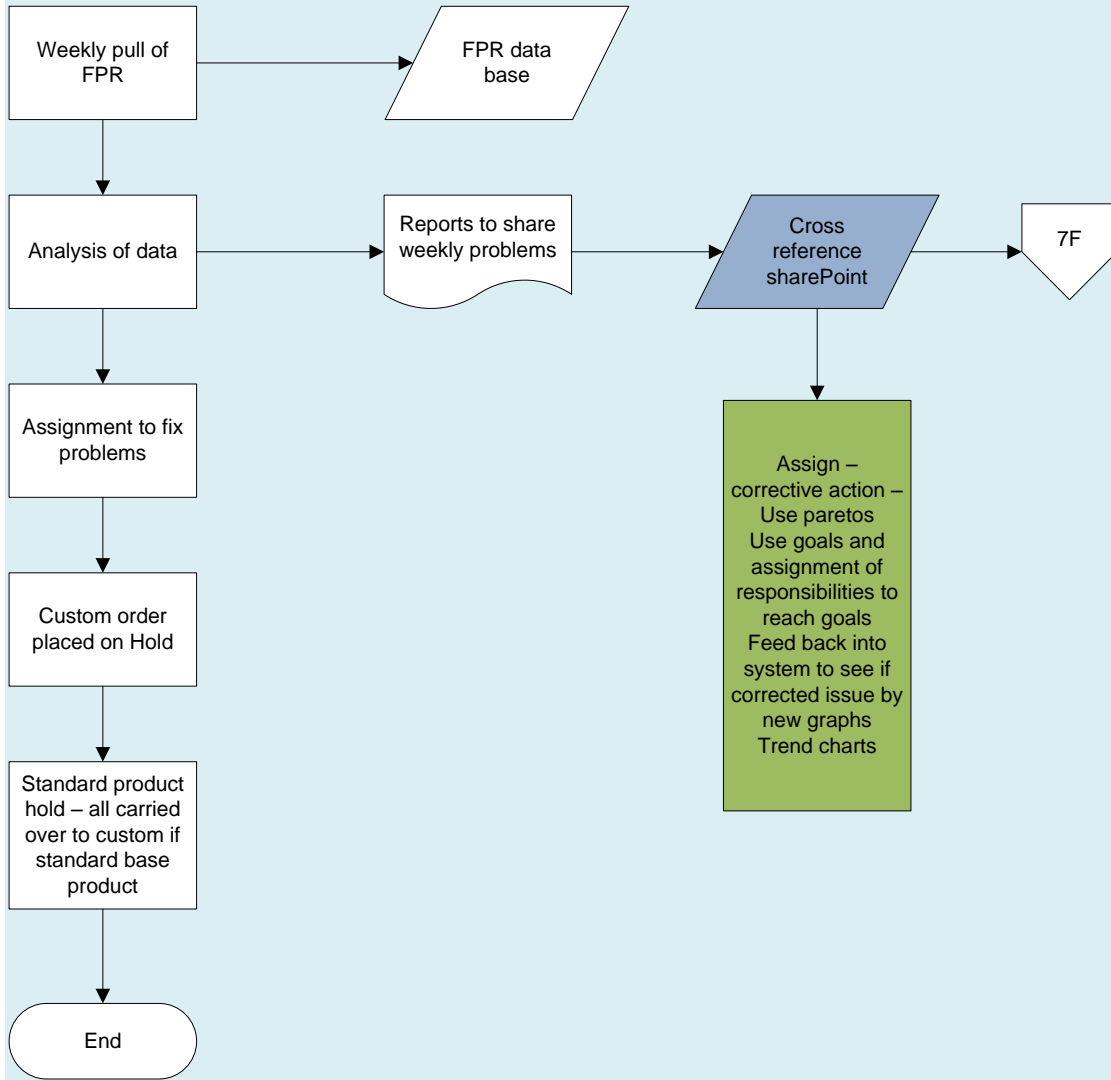 Weekly pull of
FPR
FPR data
base
Analysis of data
Reports to share
weekly problems
Cross
reference
sharePoint
7F
Assignment to fix
problems
Assign –
corrective action –
Use paretos
Use goals and
assignment of
responsibilities to
reach goals
Feed back into
system to see if
corrected issue by
new graphs
Trend charts
Custom order
placed on Hold
Standard product
hold – all carried
over to custom if
standard base
product
End